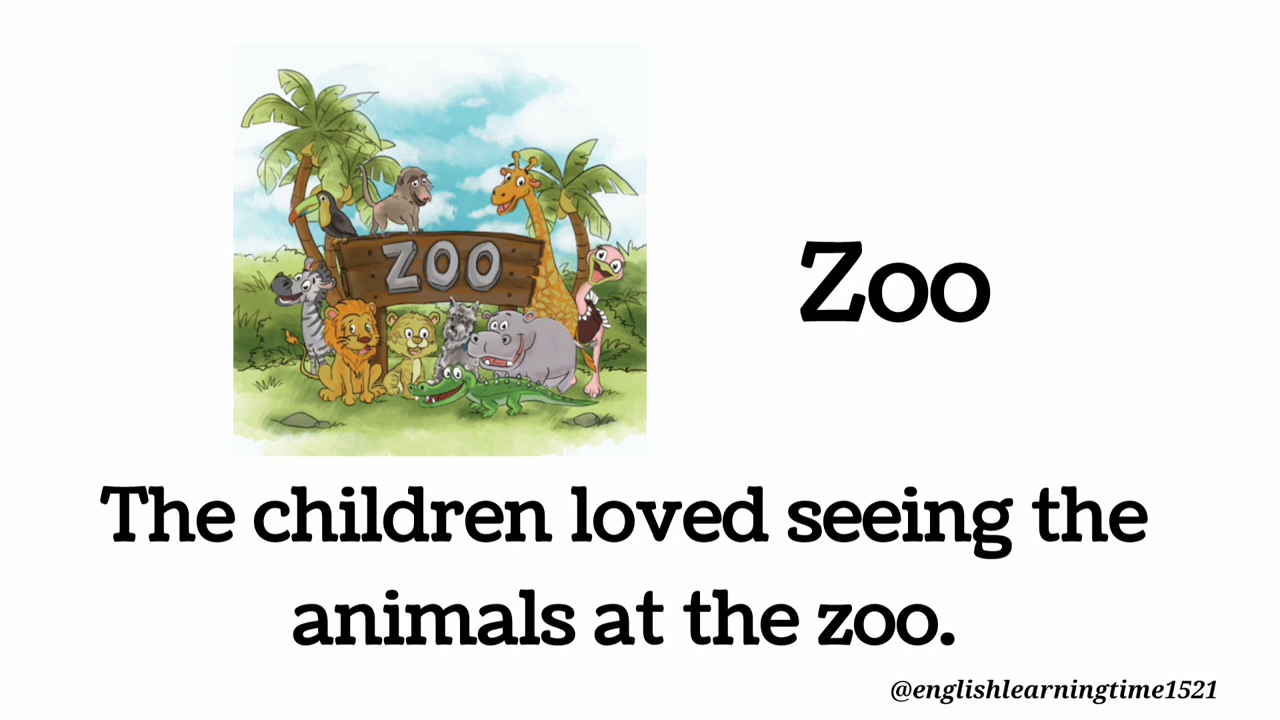 ZOO
Zoo
The children loved seeing the
animals at the zoo.
@englishlearningtime1521